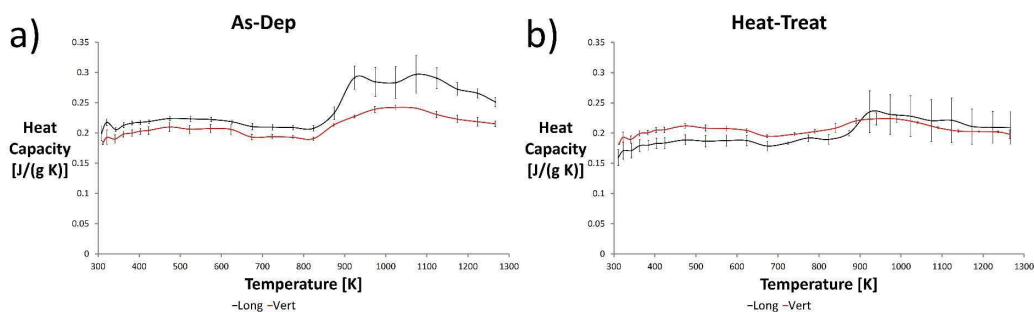 a)
As-Dep
0.35
0.3
0.25
0.2
0.15
0.1
0.05
0
Heat
Capacity
[J/(g K)]
300 400 500 600 700 800 900 1000 1100 1200 1300
Temperature [K]
Long Vert
b)
Heat-Treat
0.35
0.3
0.25
0.2
0.15
0.1
0.05
0
Heat
Capacity
[J/(g K)]
300 400 500 600 700 800 900 1000 1100 1200 1300
Temperature [K]
Long Vert